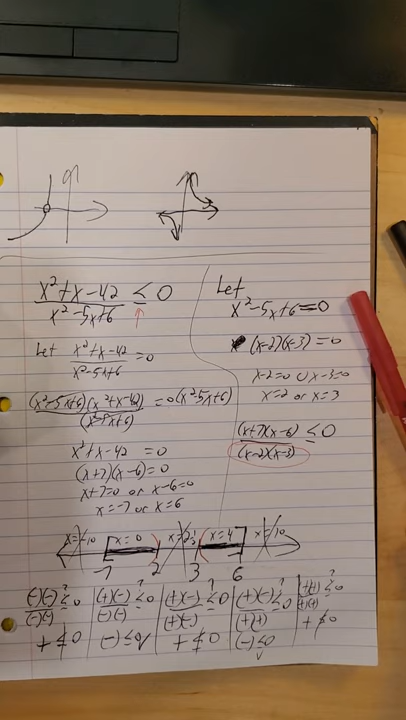 x²+x-42 / x²-5x+6 ≤ 0
Let x²+x-42 / x²-5x+6 = 0
(x²-5x+6)(x²+x-42) / (x²-5x+6) = 0(x²-5x+6)
x²+x-42 = 0
(x+7)(x-6)=0
x+7=0 or x-6=0
x=-7 or x=6
Let
x²-5x+6=0
(x-2)(x-3)=0
x-2=0 U x-3=0
x=2 or x=3
(x+7)(x-6) / (x-2)(x-3) ≤ 0
x=-10 x=0 x=2½ x=4 x=10
-7 2 3 6
(-)(-) / (-)(-) ≤? 0
+ ≰ 0
(+)(-) / (-)(-) ≤? 0
(-) ≤ 0 ✓
(+)(-) / (+)(-) ≤? 0
+ ≰ 0
(+)(-) / (+)(+) ≤? 0
(-) ≤ 0
✓
(+)(+) / (+)(+) ≤? 0
+ ≰ 0